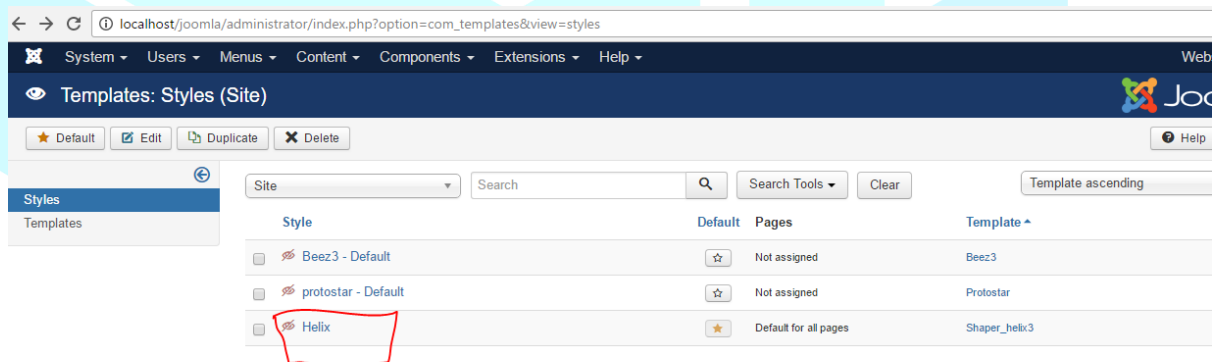 localhost/joomla/administrator/index.php?option=com_templates&view=styles
System Users Menus Content Components Extensions Help
Templates: Styles (Site)
Default Edit Duplicate Delete Help
Site Search Search Tools Clear Template ascending
Styles
Templates
Style Default Pages Template
Beez3 - Default Not assigned Beez3
protostar - Default Not assigned Protostar
Helix Default for all pages Shaper_helix3